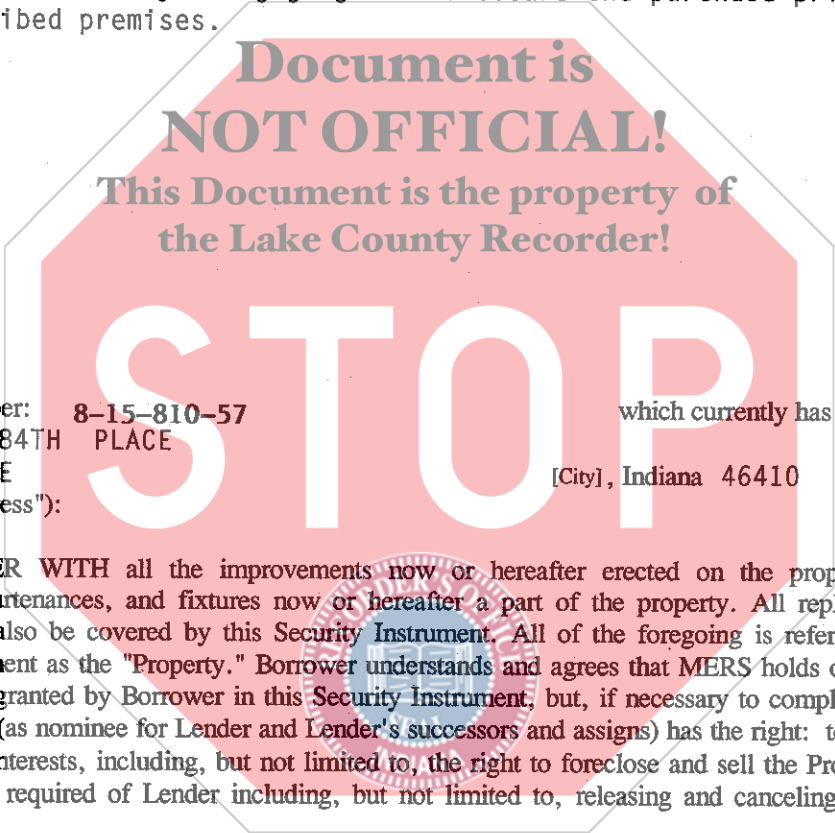 ibed premises.
Document is
NOT OFFICIAL!
This Document is the property of
the Lake County Recorder!
STOP
er: 8-15-810-57 which currently has
84TH PLACE
E [City], Indiana 46410
ess"):
ER WITH all the improvements now or hereafter erected on the prop
rtenances, and fixtures now or hereafter a part of the property. All repl
also be covered by this Security Instrument. All of the foregoing is refer
ent as the "Property." Borrower understands and agrees that MERS holds o
granted by Borrower in this Security Instrument, but, if necessary to compl
(as nominee for Lender and Lender's successors and assigns) has the right: t
nterests, including, but not limited to, the right to foreclose and sell the Pro
required of Lender including, but not limited to, releasing and canceling
RECORDER'S OFFICE
SEAL
INDIANA